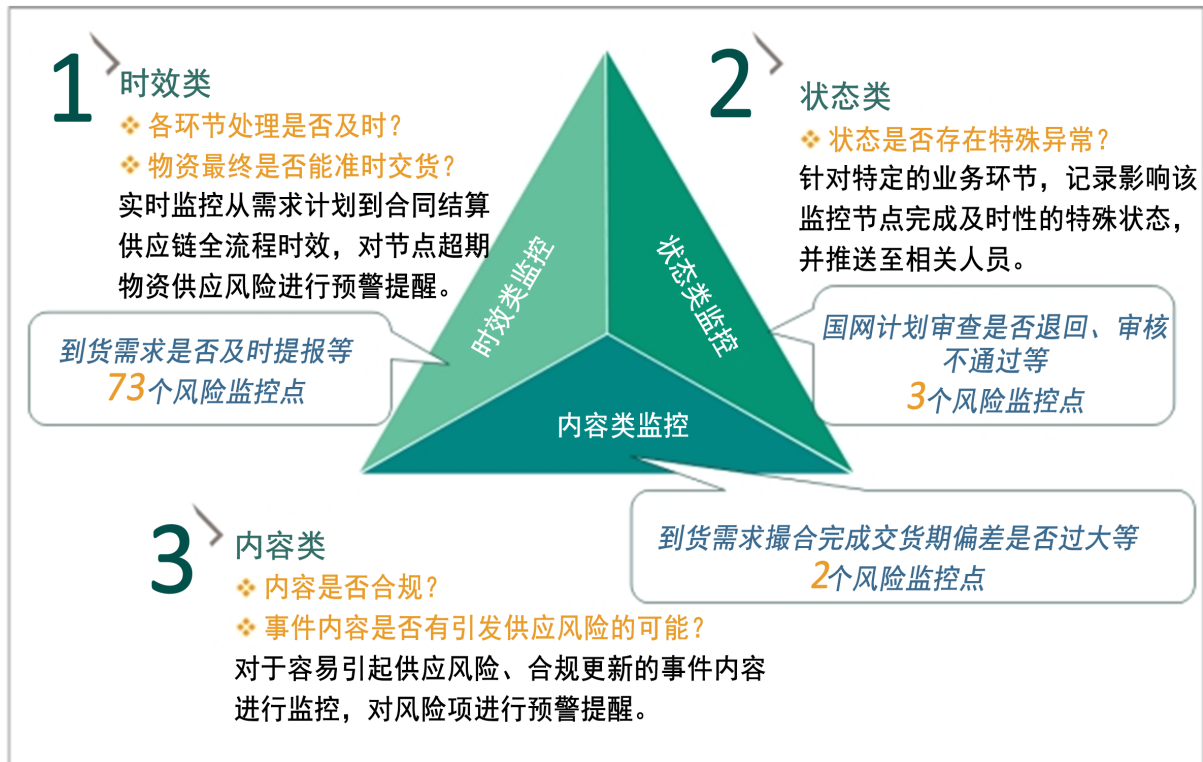 1
时效类
❖ 各环节处理是否及时？
❖ 物资最终是否能准时交货？
实时监控从需求计划到合同结算
供应链全流程时效，对节点超期
物资供应风险进行预警提醒。
到货需求是否及时提报等
73个风险监控点
2
状态类
❖ 状态是否存在特殊异常？
针对特定的业务环节，记录影响该
监控节点完成及时性的特殊状态，
并推送至相关人员。
国网计划审查是否退回、审核
不通过等
3个风险监控点
时效类监控
状态类监控
内容类监控
3
内容类
❖ 内容是否合规？
❖ 事件内容是否有引发供应风险的可能？
对于容易引起供应风险、合规更新的事件内容
进行监控，对风险项进行预警提醒。
到货需求撮合完成交货期偏差是否过大等
2个风险监控点